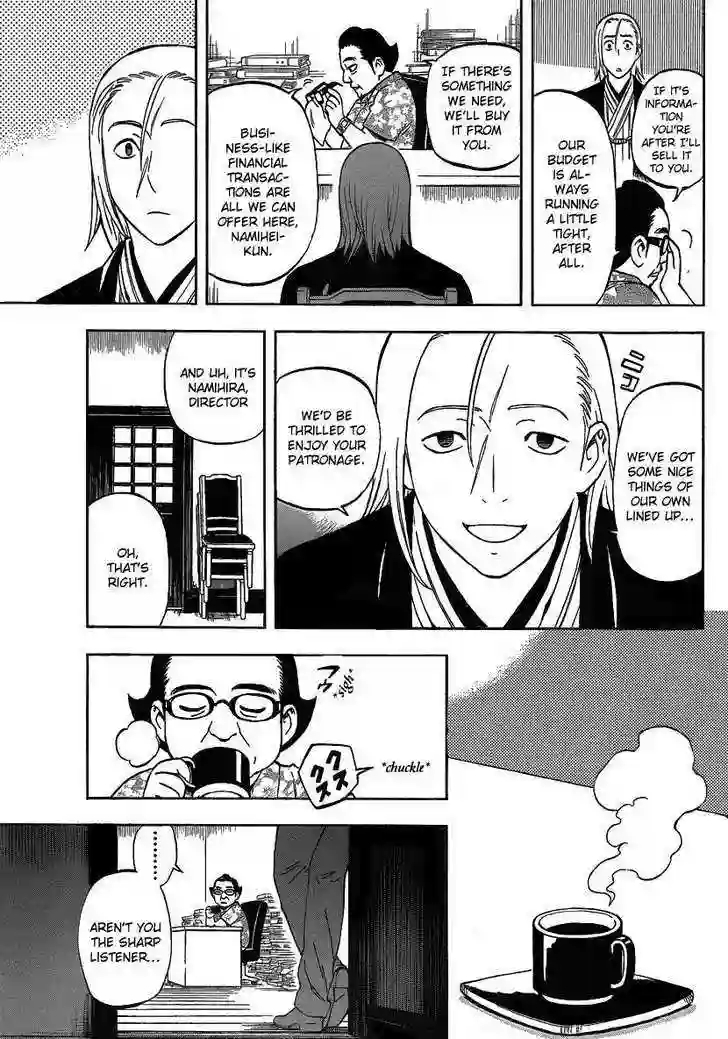 IF IT'S
INFORMA-
TION
YOU'RE
AFTER I'LL
SELL IT
TO YOU.
OUR
BUDGET
IS AL-
WAYS
RUNNING
A LITTLE
TIGHT,
AFTER
ALL.
IF THERE'S
SOMETHING
WE NEED,
WE'LL BUY
IT FROM
YOU.
BUSI-
NESS-LIKE
FINANCIAL
TRANSAC-
TIONS ARE
ALL WE CAN
OFFER HERE,
NAMIHEI-
KUN.
WE'VE GOT
SOME NICE
THINGS OF
OUR OWN
LINED UP...
WE'D BE
THRILLED TO
ENJOY YOUR
PATRONAGE.
AND UH, IT'S
NAMIHIRA,
DIRECTOR
OH,
THAT'S
RIGHT.
*sigh*
クス
クス
*chuckle*
AREN'T YOU
THE SHARP
LISTENER...